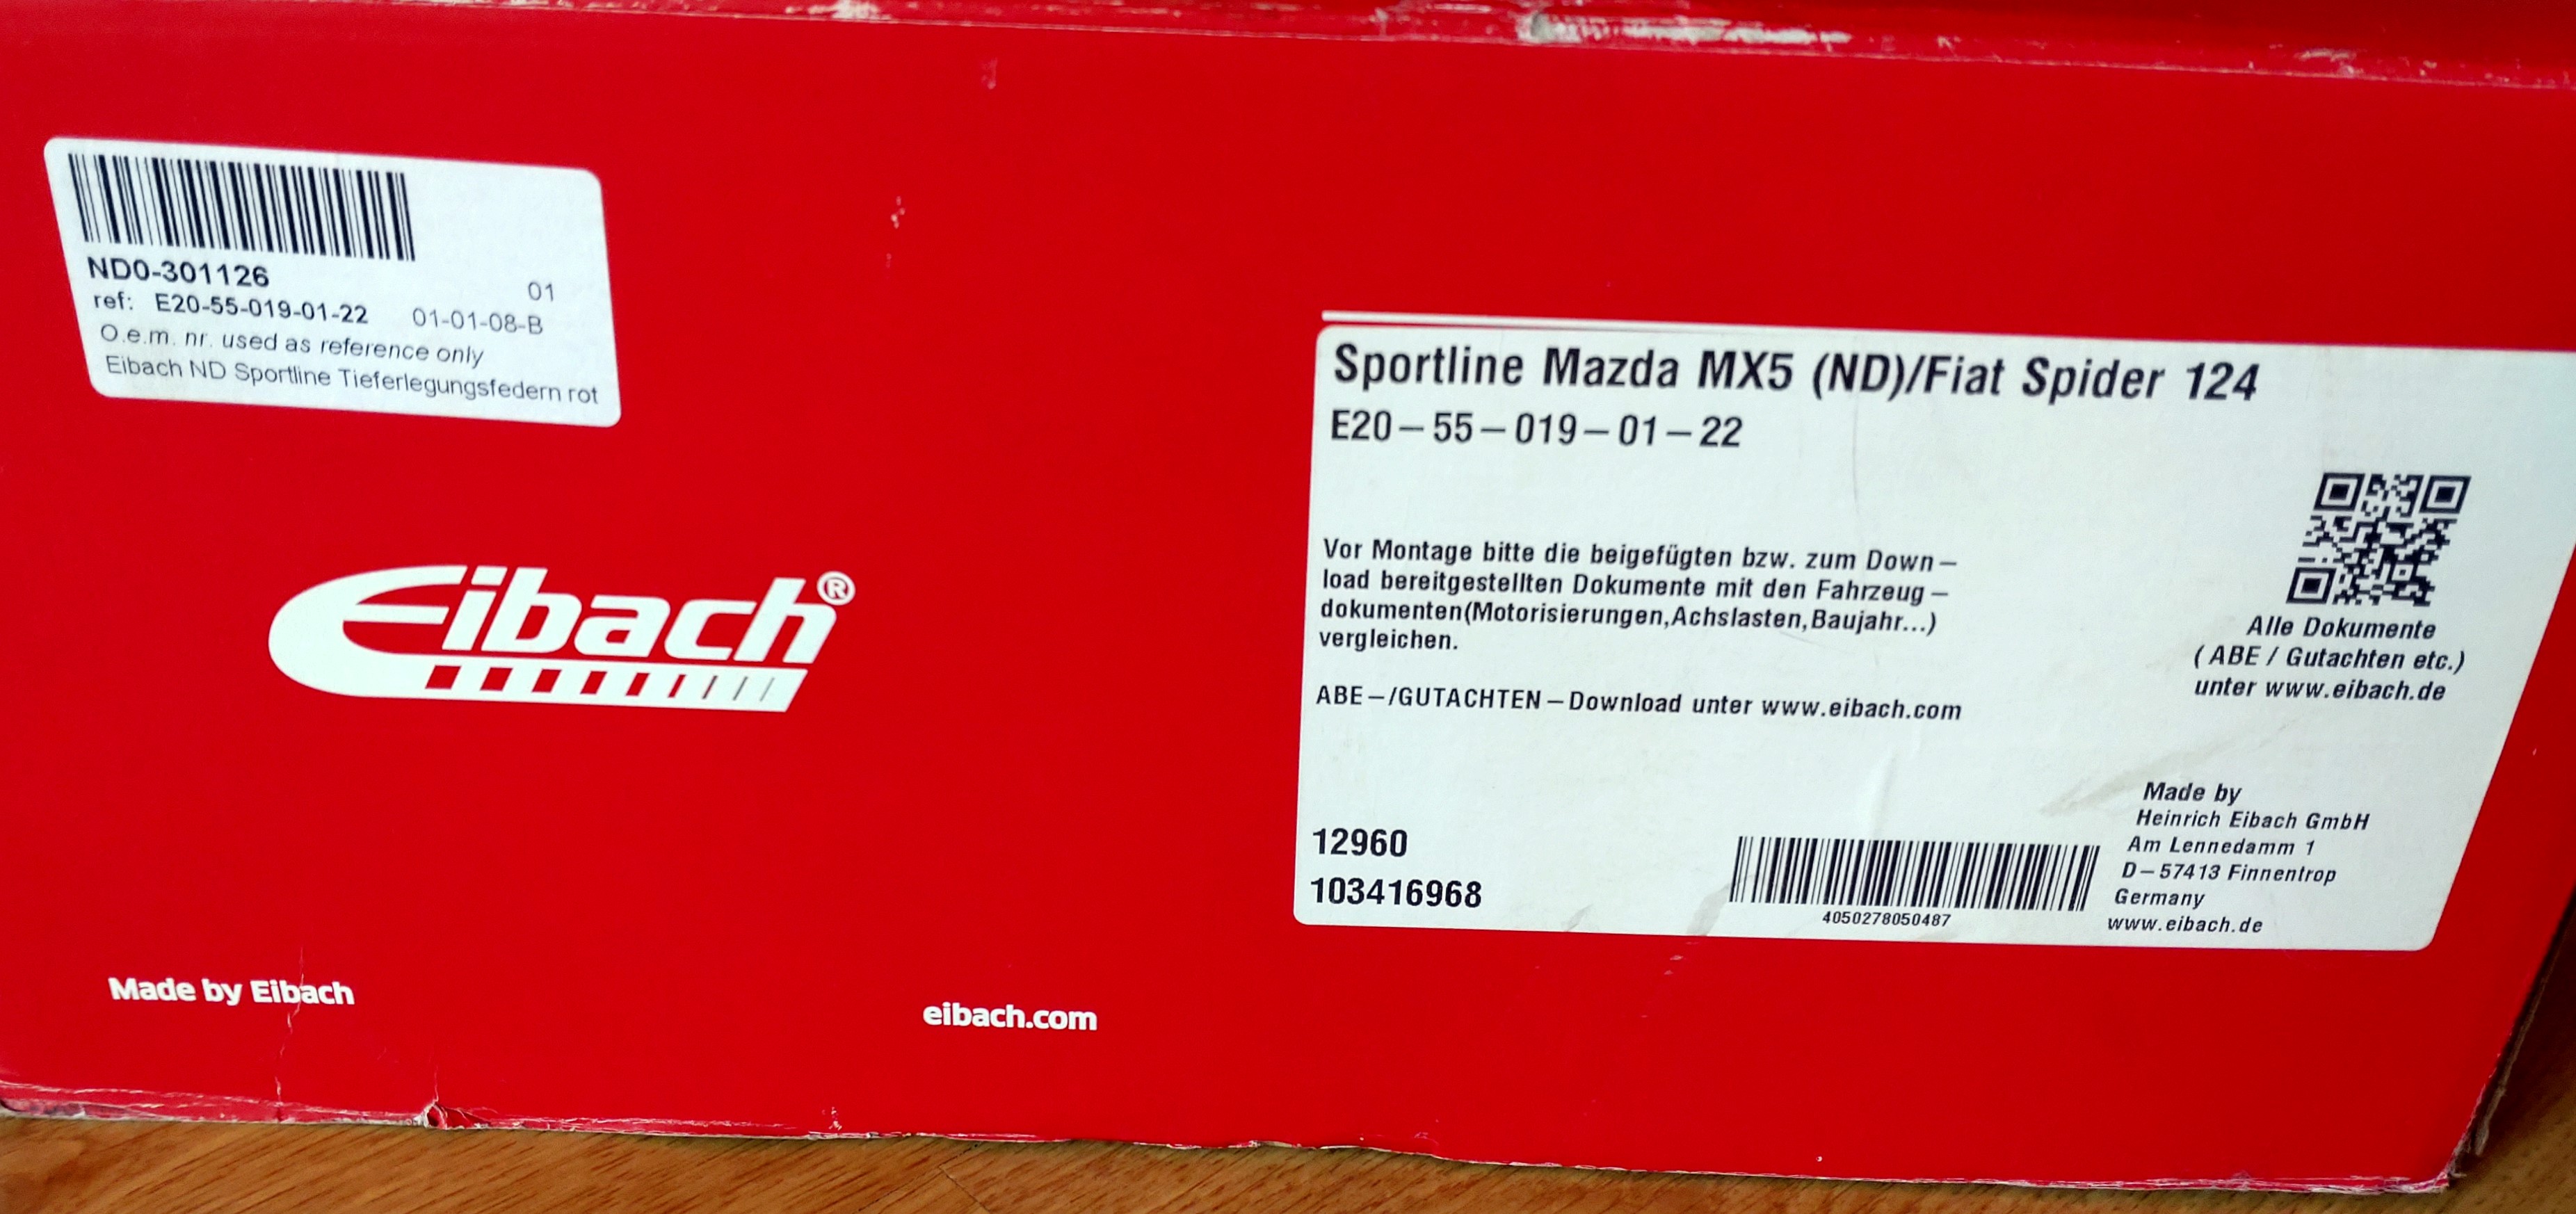 ND0-301126
01
ref: E20-55-019-01-22 01-01-08-B
O.e.m. nr. used as reference only
Eibach ND Sportline Tieferlegungsfedern rot
Eibach®
Made by Eibach
eibach.com
Sportline Mazda MX5 (ND)/Fiat Spider 124
E20-55-019-01-22
Vor Montage bitte die beigefügten bzw. zum Down-
load bereitgestellten Dokumente mit den Fahrzeug-
dokumenten(Motorisierungen,Achslasten,Baujahr...)
vergleichen.
ABE-/GUTACHTEN-Download unter www.eibach.com
Alle Dokumente
( ABE / Gutachten etc.)
unter www.eibach.de
12960
103416968
4050278050487
Made by
Heinrich Eibach GmbH
Am Lennedamm 1
D-57413 Finnentrop
Germany
www.eibach.de